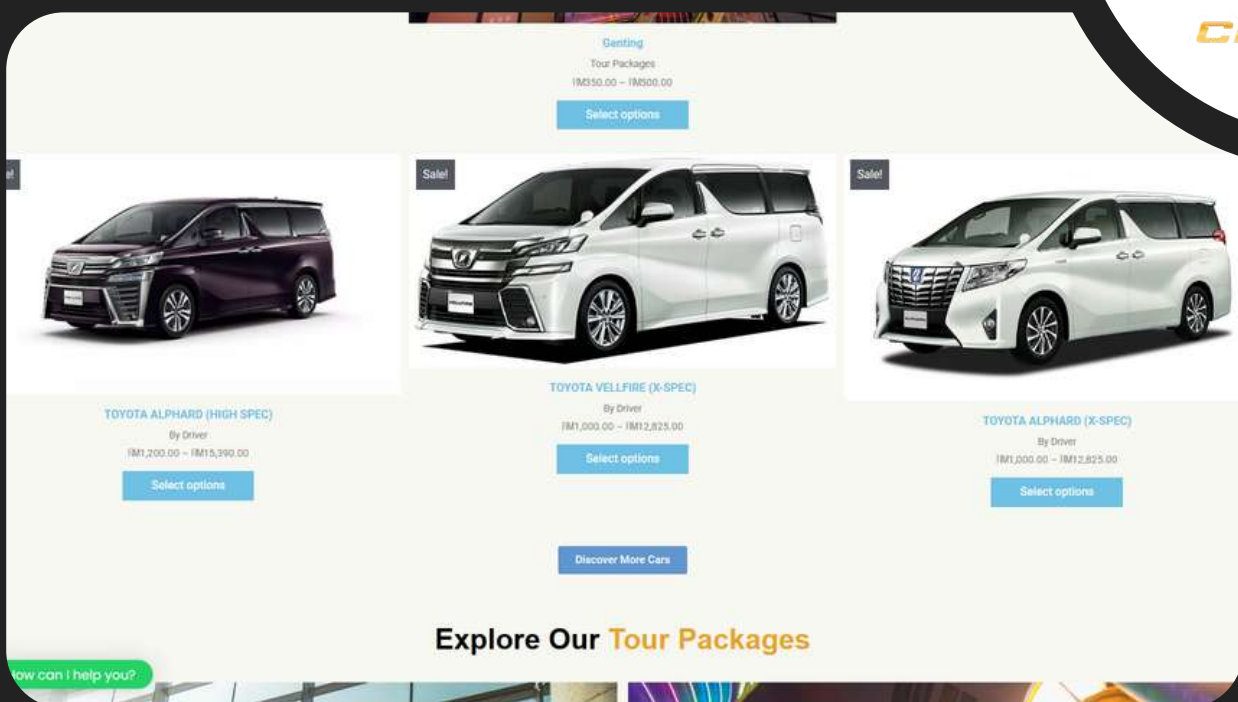 Genting
Tour Packages
RM350.00 – RM500.00
Select options
Sale!
Sale!
TOYOTA ALPHARD (HIGH SPEC)
By Driver
RM1,200.00 – RM15,390.00
Select options
TOYOTA VELLFIRE (X-SPEC)
By Driver
RM1,000.00 – RM12,825.00
Select options
TOYOTA ALPHARD (X-SPEC)
By Driver
RM1,000.00 – RM12,825.00
Select options
Discover More Cars
Explore Our Tour Packages
How can I help you?